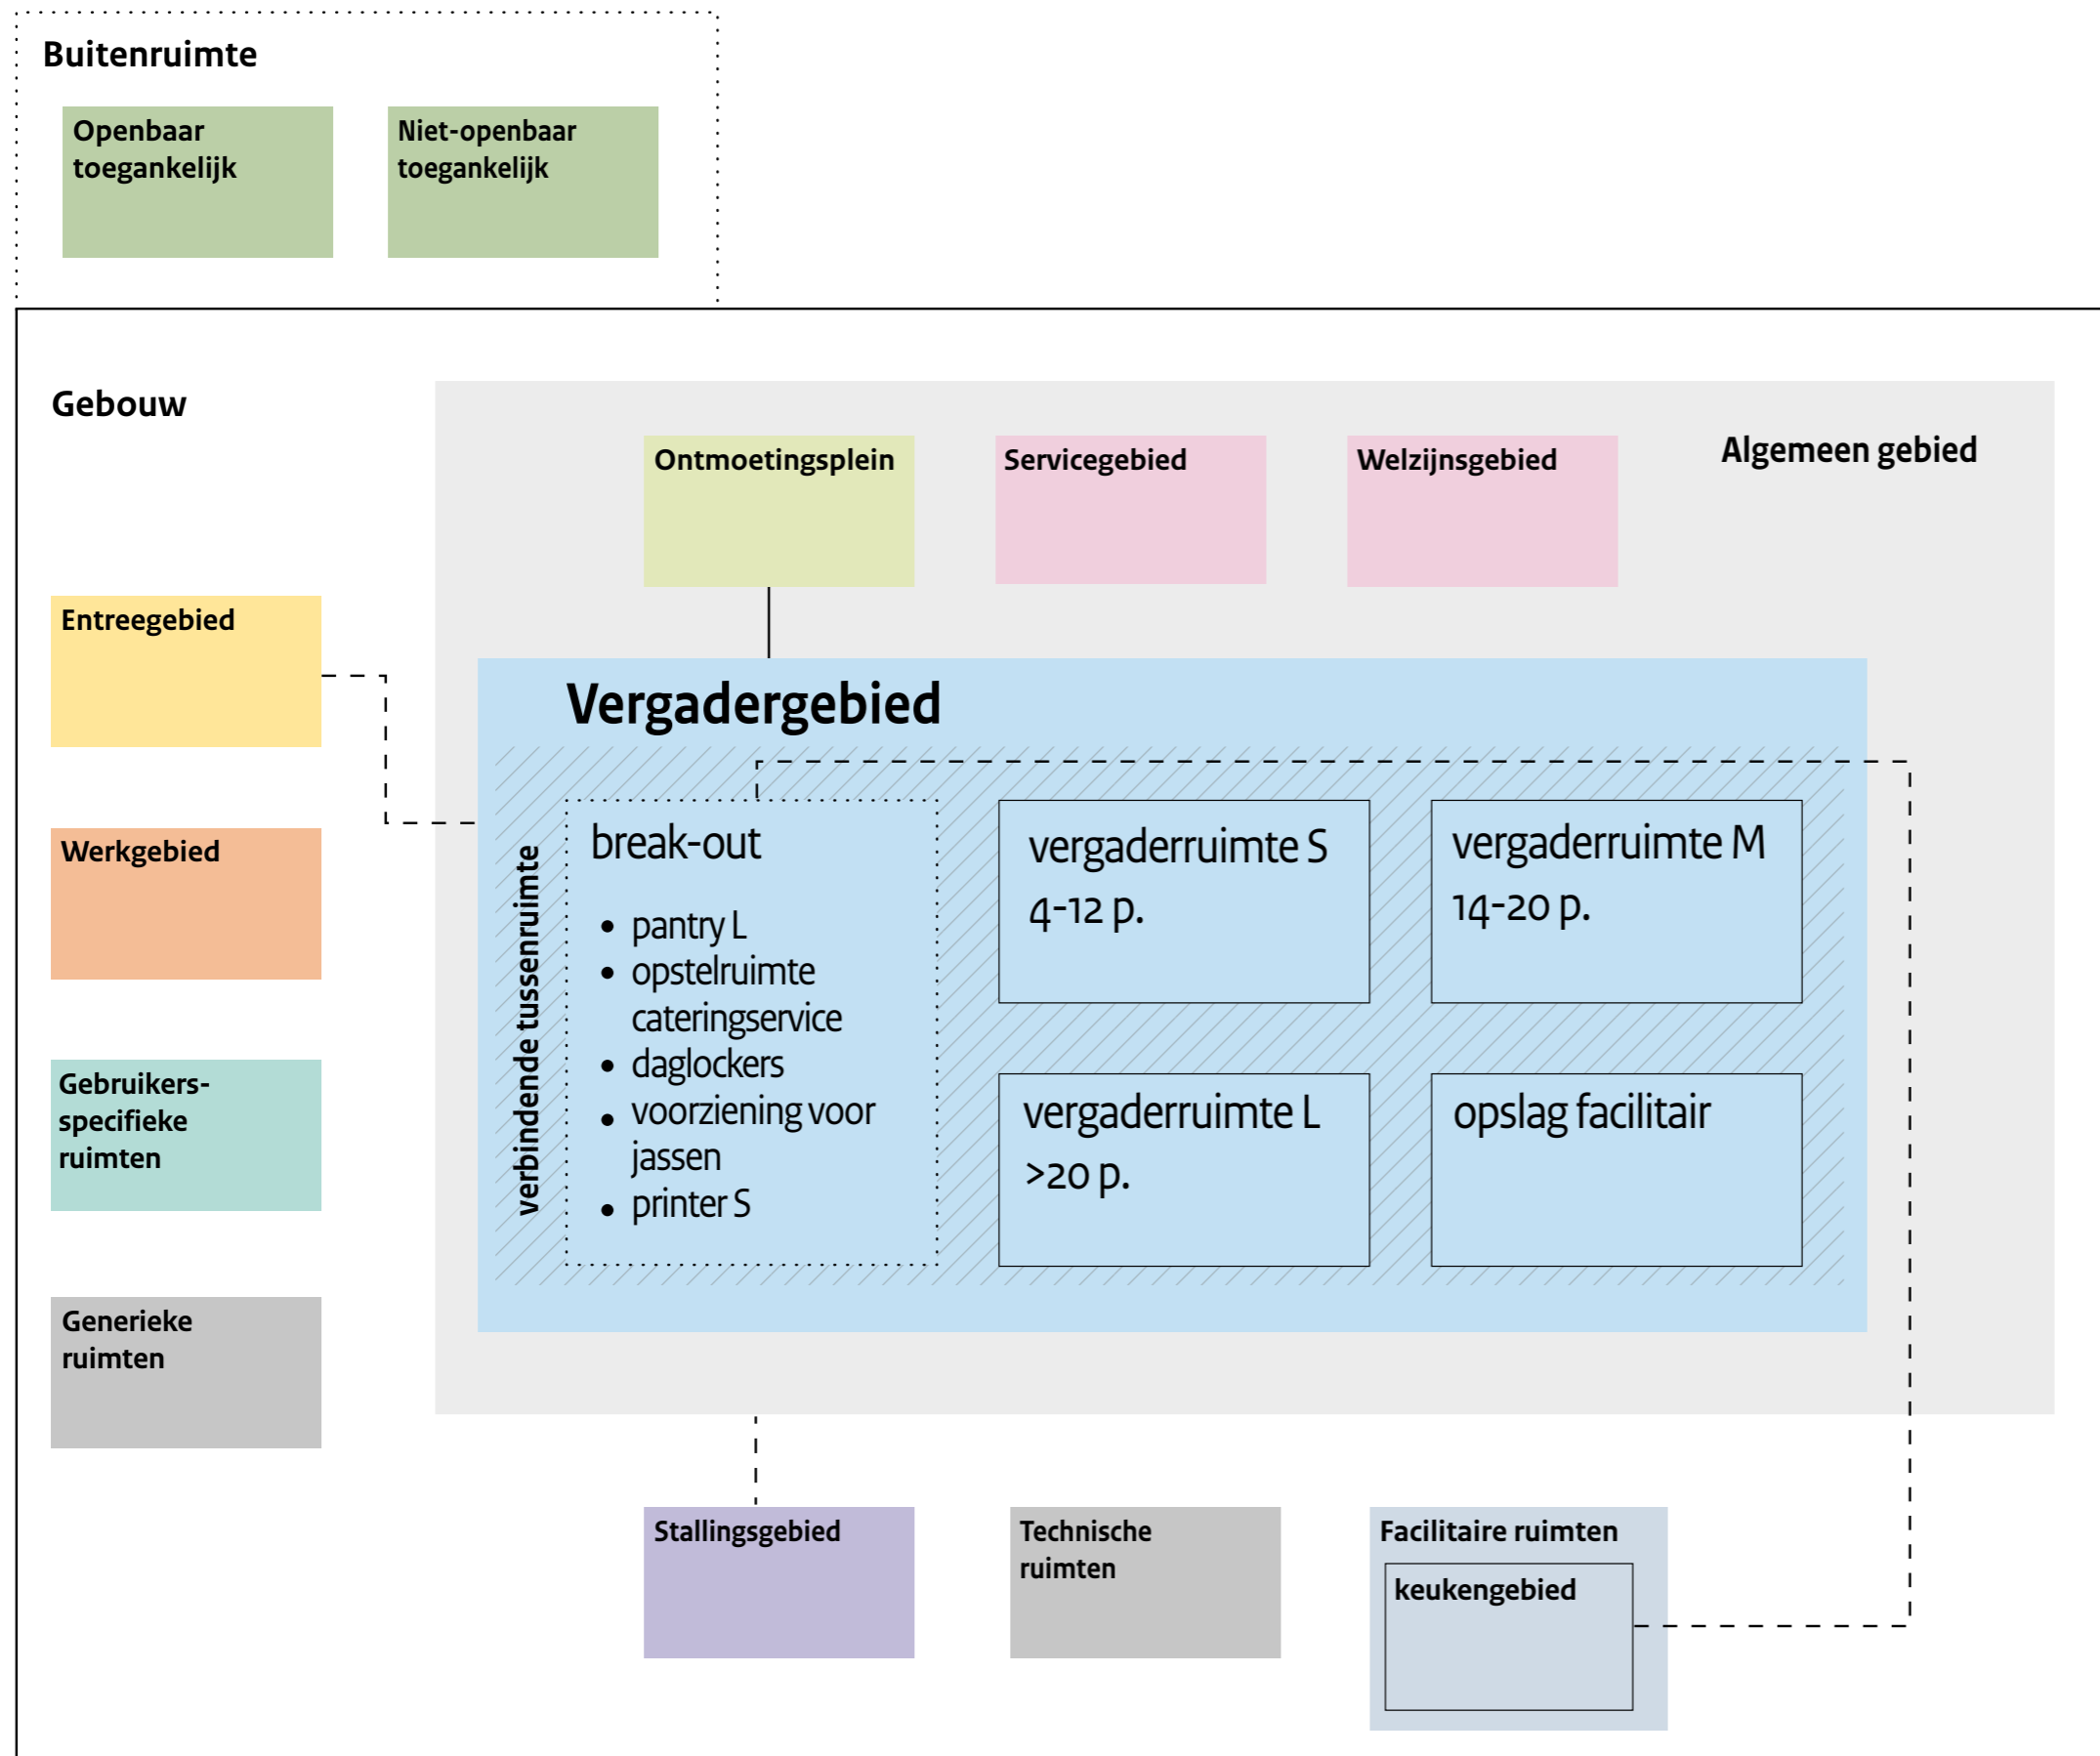 Buitenruimte
Openbaar
toegankelijk
Niet-openbaar
toegankelijk
Gebouw
Algemeen gebied
Ontmoetingsplein
Servicegebied
Welzijnsgebied
Entreegebied
Werkgebied
Gebruikers-
specifieke
ruimten
Generieke
ruimten
Vergadergebied
verbindende tussenruimte
break-out
• pantry L
• opstelruimte
cateringservice
• daglockers
• voorziening voor
jassen
• printer S
vergaderruimte S
4-12 p.
vergaderruimte M
14-20 p.
vergaderruimte L
>20 p.
opslag facilitair
Stallingsgebied
Technische
ruimten
Facilitaire ruimten
keukengebied